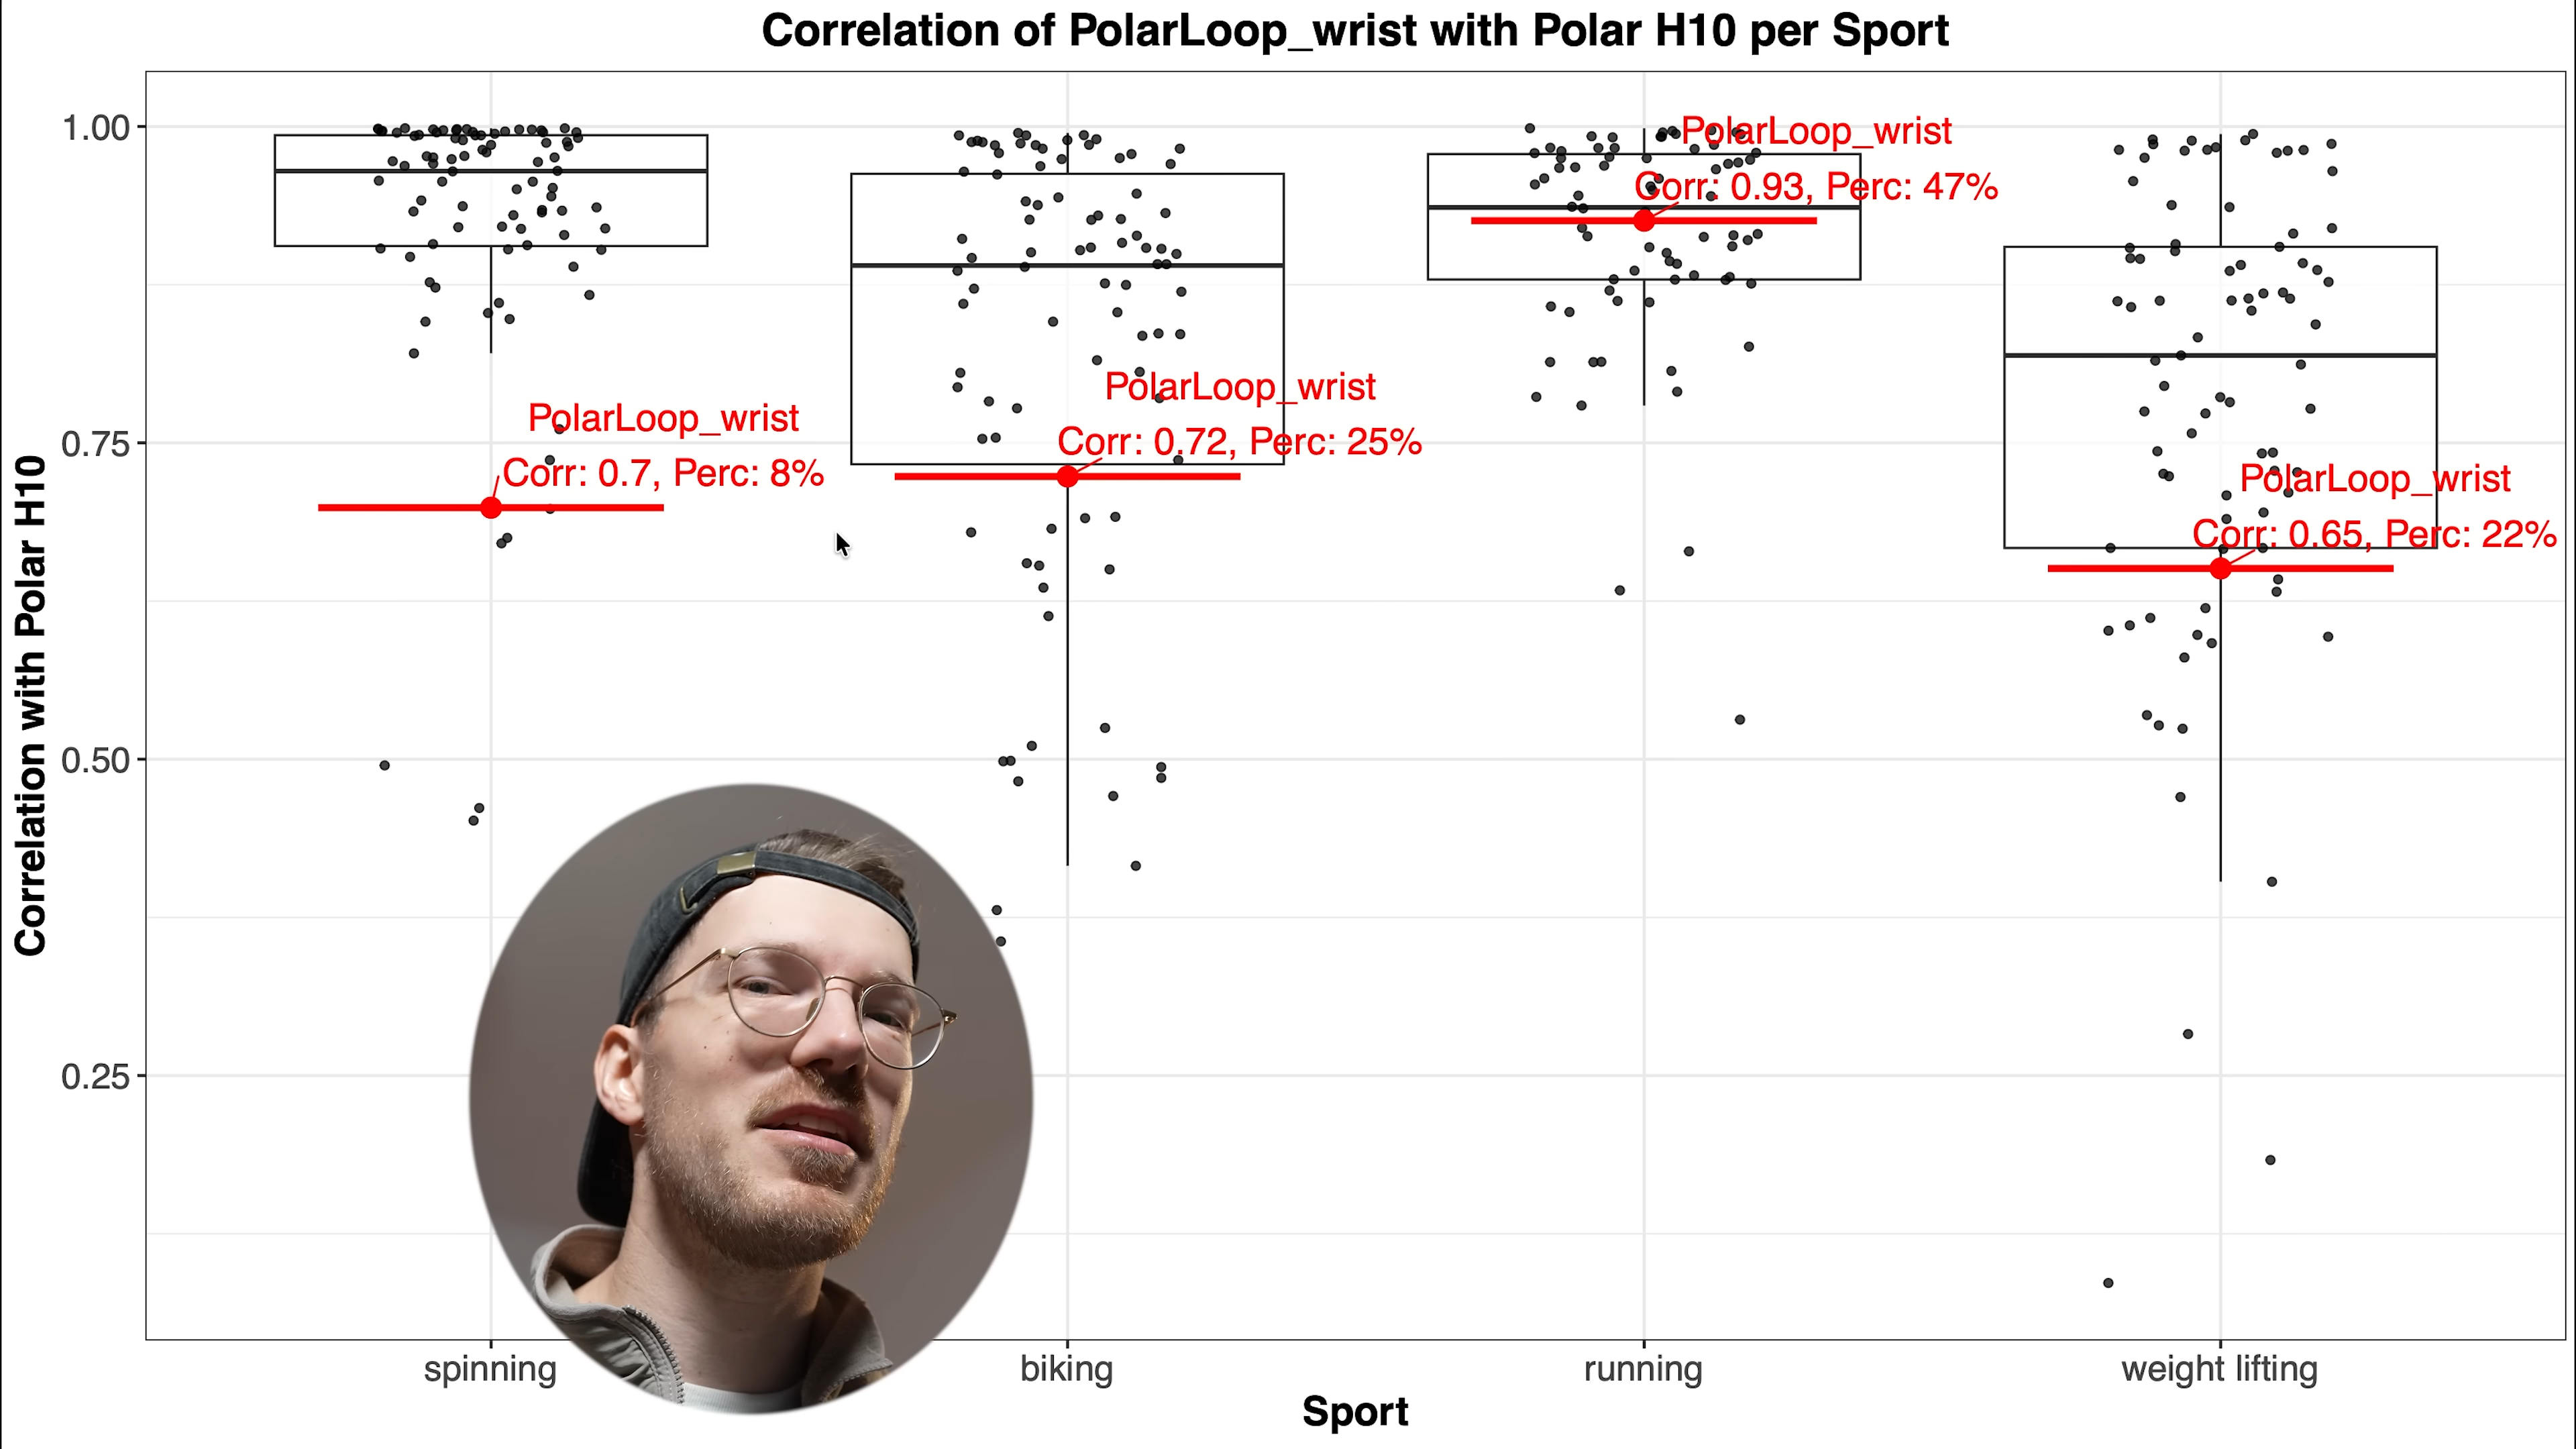 Correlation of PolarLoop_wrist with Polar H10 per Sport
Correlation with Polar H10
1.00
0.75
0.50
0.25
PolarLoop_wrist
Corr: 0.7, Perc: 8%
PolarLoop_wrist
Corr: 0.72, Perc: 25%
PolarLoop_wrist
Corr: 0.93, Perc: 47%
PolarLoop_wrist
Corr: 0.65, Perc: 22%
spinning
biking
running
weight lifting
Sport